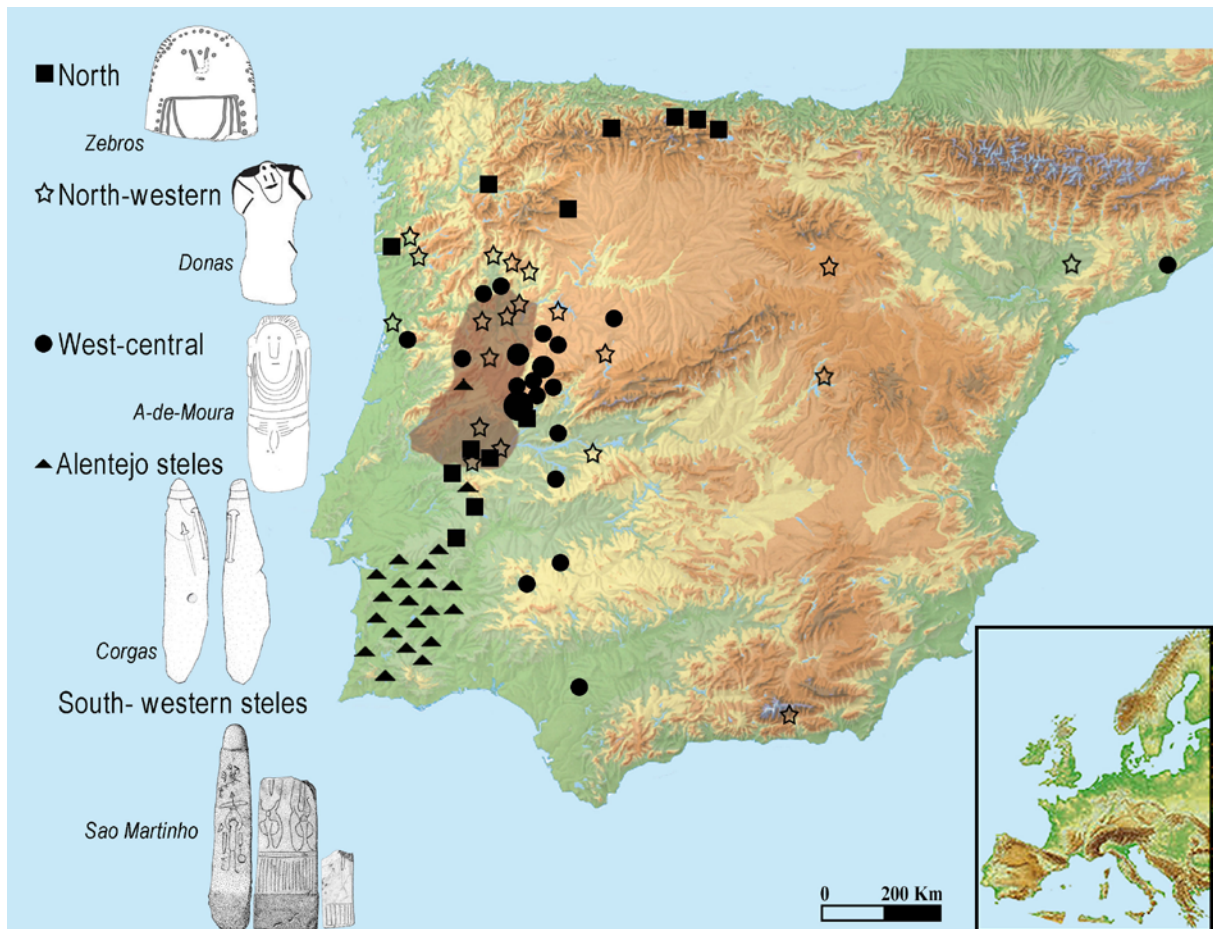 North
Zebros
North-western
Donas
West-central
A-de-Moura
Alentejo steles
Corgas
South- western steles
Sao Martinho
0 200 Km